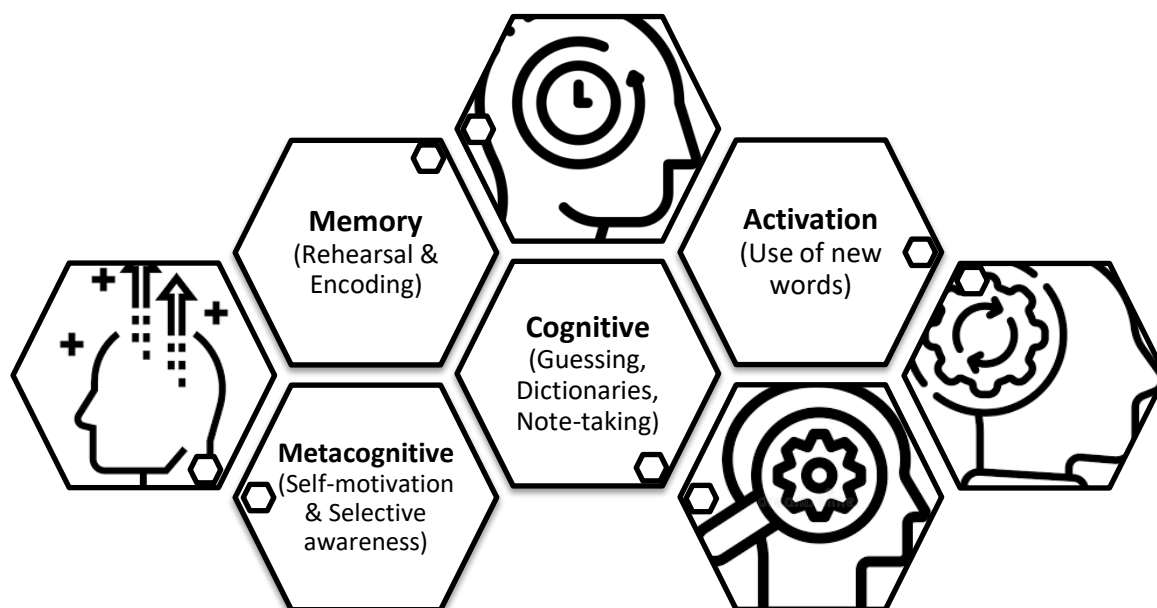 Memory
(Rehearsal &
Encoding)
Activation
(Use of new
words)
Cognitive
(Guessing,
Dictionaries,
Note-taking)
Metacognitive
(Self-motivation
& Selective
awareness)